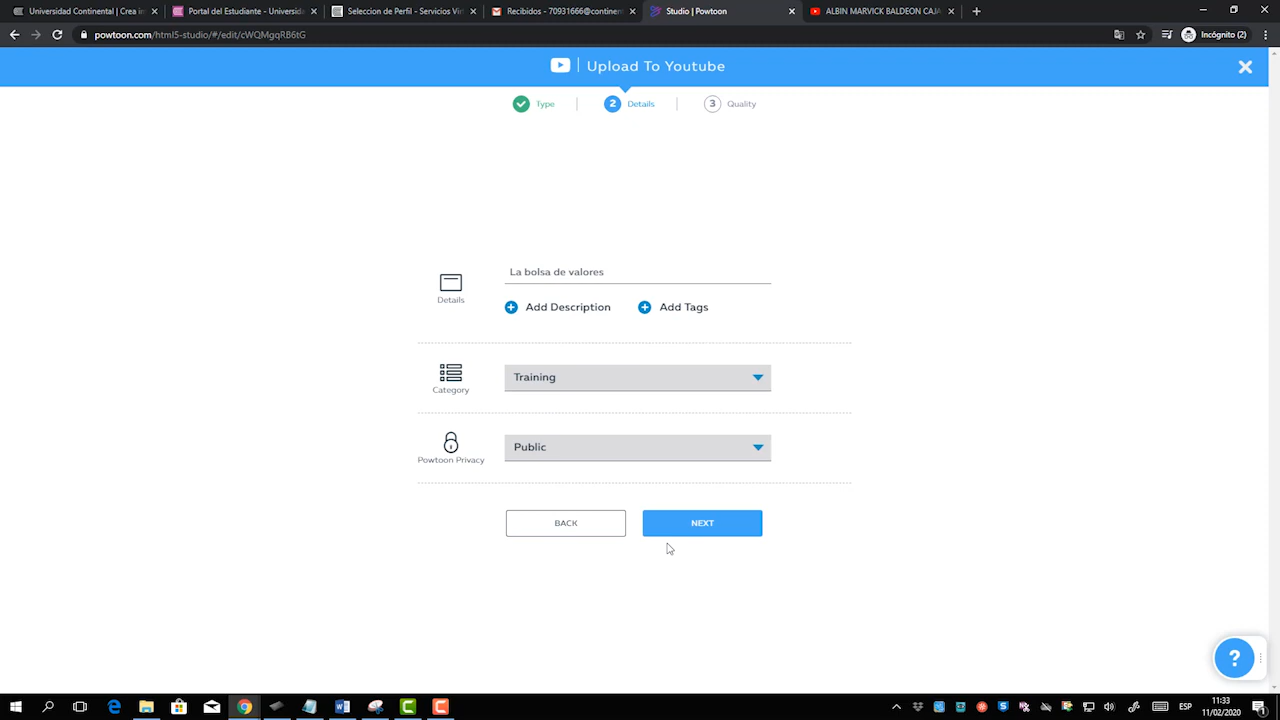 Universidad Continental | Crea in
Portal del Estudiante - Universida
Seleccion de Perfil - Servicios Vir
Recibidos - 70931666@continen
Studio | Powtoon
ALBIN MARVICK BALDEON CAJA
powtoon.com/html5-studio/#/edit/cWQMgqRB6tG
Incógnito (2)
Upload To Youtube
Type
2 Details
3 Quality
La bolsa de valores
Details
Add Description
Add Tags
Training
Category
Public
Powtoon Privacy
BACK
NEXT
?
ESP
11:33
11/02/2020